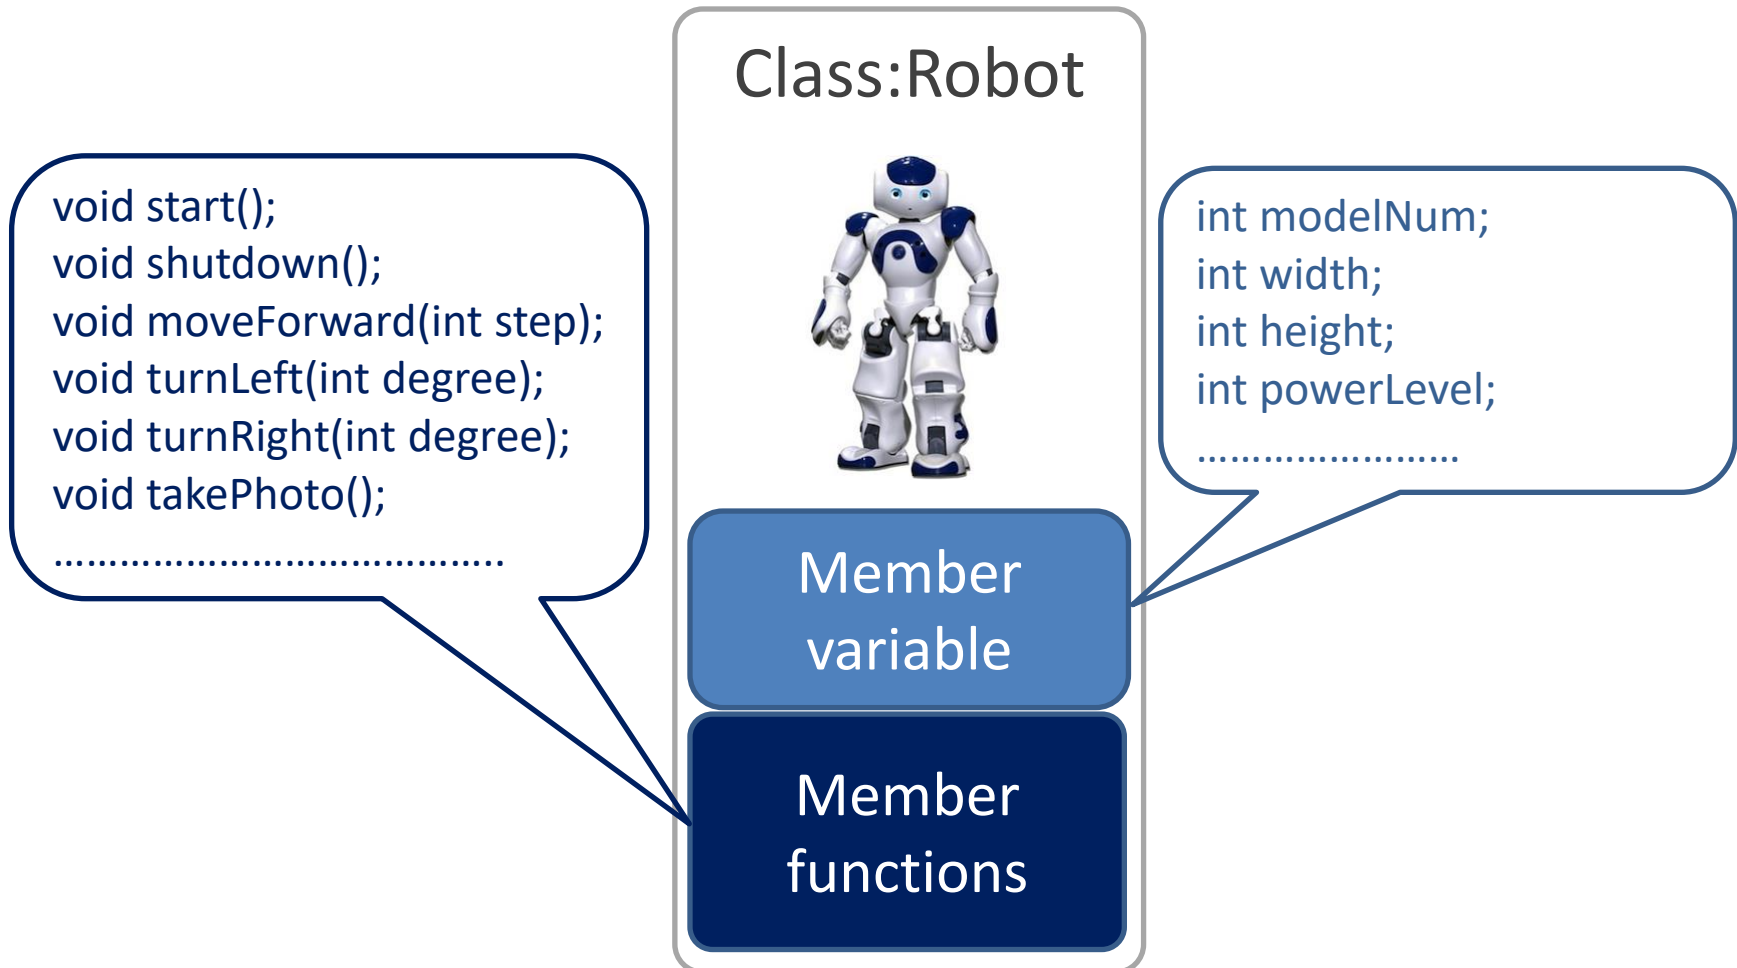 Class:Robot
void start();
void shutdown();
void moveForward(int step);
void turnLeft(int degree);
void turnRight(int degree);
void takePhoto();
…………………………………..
int modelNum;
int width;
int height;
int powerLevel;
……………………
Member
variable
Member
functions